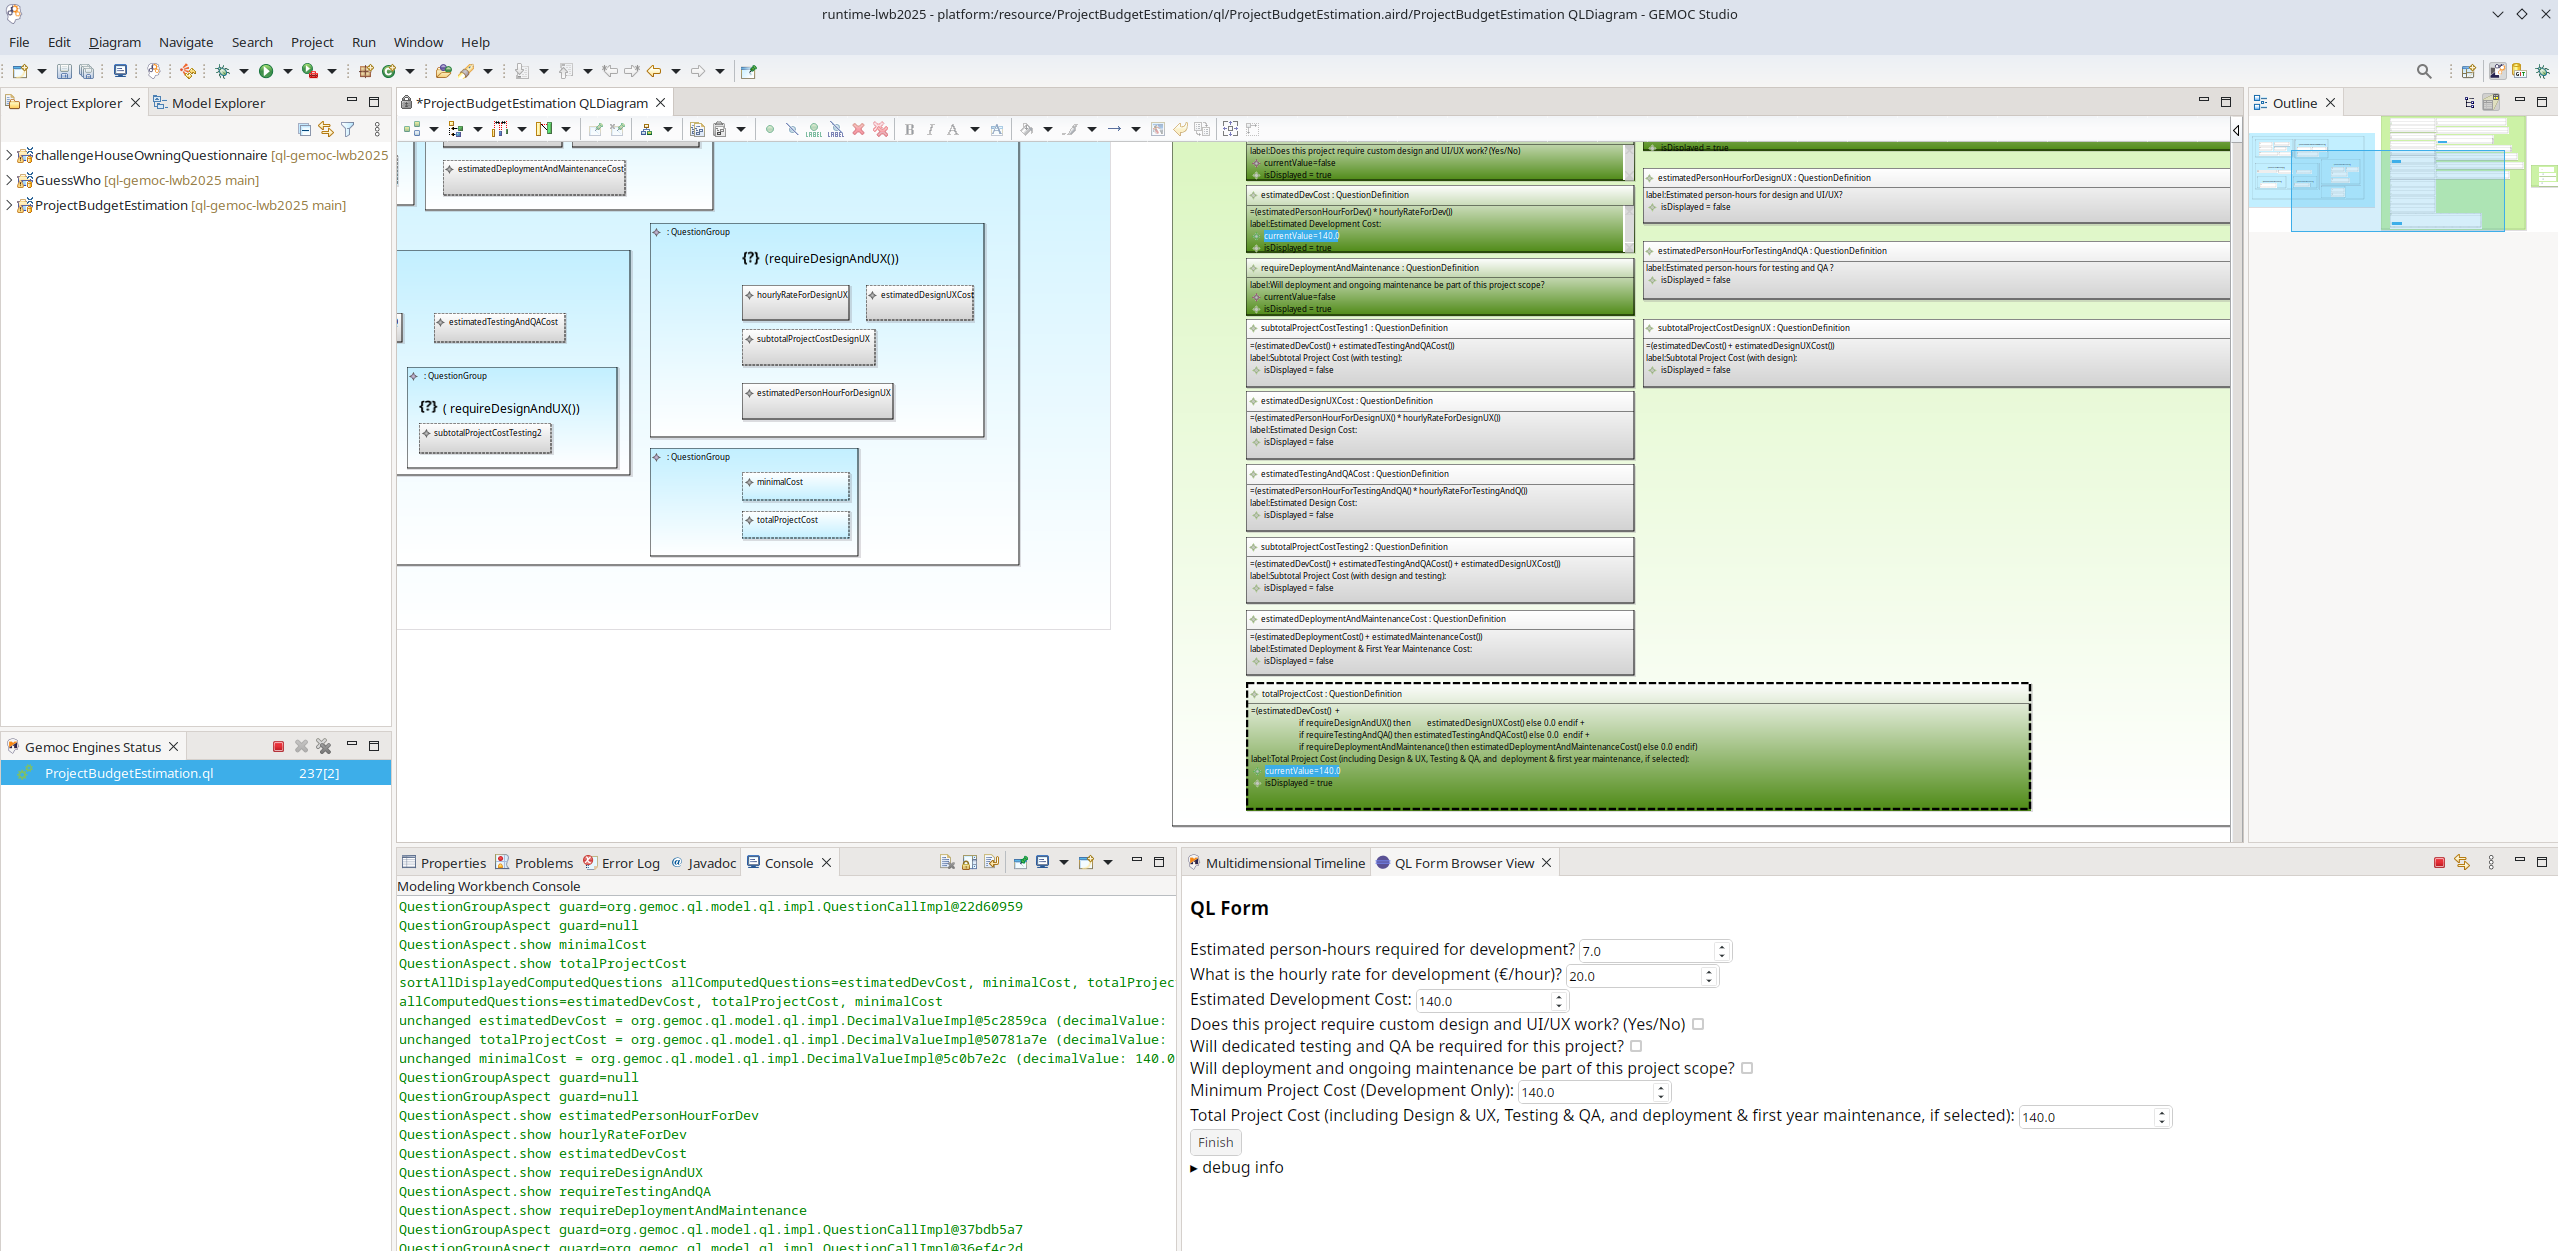 runtime-lwb2025 - platform:/resource/ProjectBudgetEstimation/ql/ProjectBudgetEstimation.aird/ProjectBudgetEstimation QLDiagram - GEMOC Studio
File Edit Diagram Navigate Search Project Run Window Help
Project Explorer
Model Explorer
challengeHouseOwningQuestionnaire [ql-gemoc-lwb2025
GuessWho [ql-gemoc-lwb2025 main]
ProjectBudgetEstimation [ql-gemoc-lwb2025 main]
Gemoc Engines Status
ProjectBudgetEstimation.ql 237[2]
*ProjectBudgetEstimation QLDiagram
LABEL LABEL
B I A
estimatedDeploymentAndMaintenanceCost
: QuestionGroup
{?} (requireDesignAndUX())
hourlyRateForDesignUX
estimatedDesignUXCost
subtotalProjectCostDesignUX
estimatedPersonHourForDesignUX
estimatedTestingAndQACost
: QuestionGroup
{?} ( requireDesignAndUX())
subtotalProjectCostTesting2
: QuestionGroup
minimalCost
totalProjectCost
label:Does this project require custom design and UI/UX work? (Yes/No)
currentValue=false
isDisplayed = true
estimatedDevCost : QuestionDefinition
=(estimatedPersonHourForDev() * hourlyRateForDev())
label:Estimated Development Cost:
currentValue=140.0
isDisplayed = true
requireDeploymentAndMaintenance : QuestionDefinition
label:Will deployment and ongoing maintenance be part of this project scope?
currentValue=false
isDisplayed = true
subtotalProjectCostTesting1 : QuestionDefinition
=(estimatedDevCost() + estimatedTestingAndQACost())
label:Subtotal Project Cost (with testing):
isDisplayed = false
estimatedDesignUXCost : QuestionDefinition
=(estimatedPersonHourForDesignUX() * hourlyRateForDesignUX())
label:Estimated Design Cost:
isDisplayed = false
estimatedTestingAndQACost : QuestionDefinition
=(estimatedPersonHourForTestingAndQA() * hourlyRateForTestingAndQ())
label:Estimated Design Cost:
isDisplayed = false
subtotalProjectCostTesting2 : QuestionDefinition
=(estimatedDevCost() + estimatedTestingAndQACost() + estimatedDesignUXCost())
label:Subtotal Project Cost (with design and testing):
isDisplayed = false
estimatedDeploymentAndMaintenanceCost : QuestionDefinition
=(estimatedDeploymentCost() + estimatedMaintenanceCost())
label:Estimated Deployment & First Year Maintenance Cost:
isDisplayed = false
totalProjectCost : QuestionDefinition
=(estimatedDevCost() +
if requireDesignAndUX() then estimatedDesignUXCost() else 0.0 endif +
if requireTestingAndQA() then estimatedTestingAndQACost() else 0.0 endif +
if requireDeploymentAndMaintenance() then estimatedDeploymentAndMaintenanceCost() else 0.0 endif)
label:Total Project Cost (including Design & UX, Testing & QA, and deployment & first year maintenance, if selected):
currentValue=140.0
isDisplayed = true
isDisplayed = true
estimatedPersonHourForDesignUX : QuestionDefinition
label:Estimated person-hours for design and UI/UX?
isDisplayed = false
estimatedPersonHourForTestingAndQA : QuestionDefinition
label:Estimated person-hours for testing and QA ?
isDisplayed = false
subtotalProjectCostDesignUX : QuestionDefinition
=(estimatedDevCost() + estimatedDesignUXCost())
label:Subtotal Project Cost (with design):
isDisplayed = false
Outline
Properties Problems Error Log Javadoc Console
Modeling Workbench Console
QuestionGroupAspect guard=org.gemoc.ql.model.ql.impl.QuestionCallImpl@22d60959
QuestionGroupAspect guard=null
QuestionAspect.show minimalCost
QuestionAspect.show totalProjectCost
sortAllDisplayedComputedQuestions allComputedQuestions=estimatedDevCost, minimalCost, totalProjec
allComputedQuestions=estimatedDevCost, totalProjectCost, minimalCost
unchanged estimatedDevCost = org.gemoc.ql.model.ql.impl.DecimalValueImpl@5c2859ca (decimalValue:
unchanged totalProjectCost = org.gemoc.ql.model.ql.impl.DecimalValueImpl@50781a7e (decimalValue:
unchanged minimalCost = org.gemoc.ql.model.ql.impl.DecimalValueImpl@5c0b7e2c (decimalValue: 140.0
QuestionGroupAspect guard=null
QuestionGroupAspect guard=null
QuestionAspect.show estimatedPersonHourForDev
QuestionAspect.show hourlyRateForDev
QuestionAspect.show estimatedDevCost
QuestionAspect.show requireDesignAndUX
QuestionAspect.show requireTestingAndQA
QuestionAspect.show requireDeploymentAndMaintenance
QuestionGroupAspect guard=org.gemoc.ql.model.ql.impl.QuestionCallImpl@37bdb5a7
QuestionGroupAspect guard=org.gemoc.ql.model.ql.impl.QuestionCallImpl@36ef4c2d
Multidimensional Timeline
QL Form Browser View
QL Form
Estimated person-hours required for development? 7.0
What is the hourly rate for development (€/hour)? 20.0
Estimated Development Cost: 140.0
Does this project require custom design and UI/UX work? (Yes/No)
Will dedicated testing and QA be required for this project?
Will deployment and ongoing maintenance be part of this project scope?
Minimum Project Cost (Development Only): 140.0
Total Project Cost (including Design & UX, Testing & QA, and deployment & first year maintenance, if selected): 140.0
Finish
▸ debug info